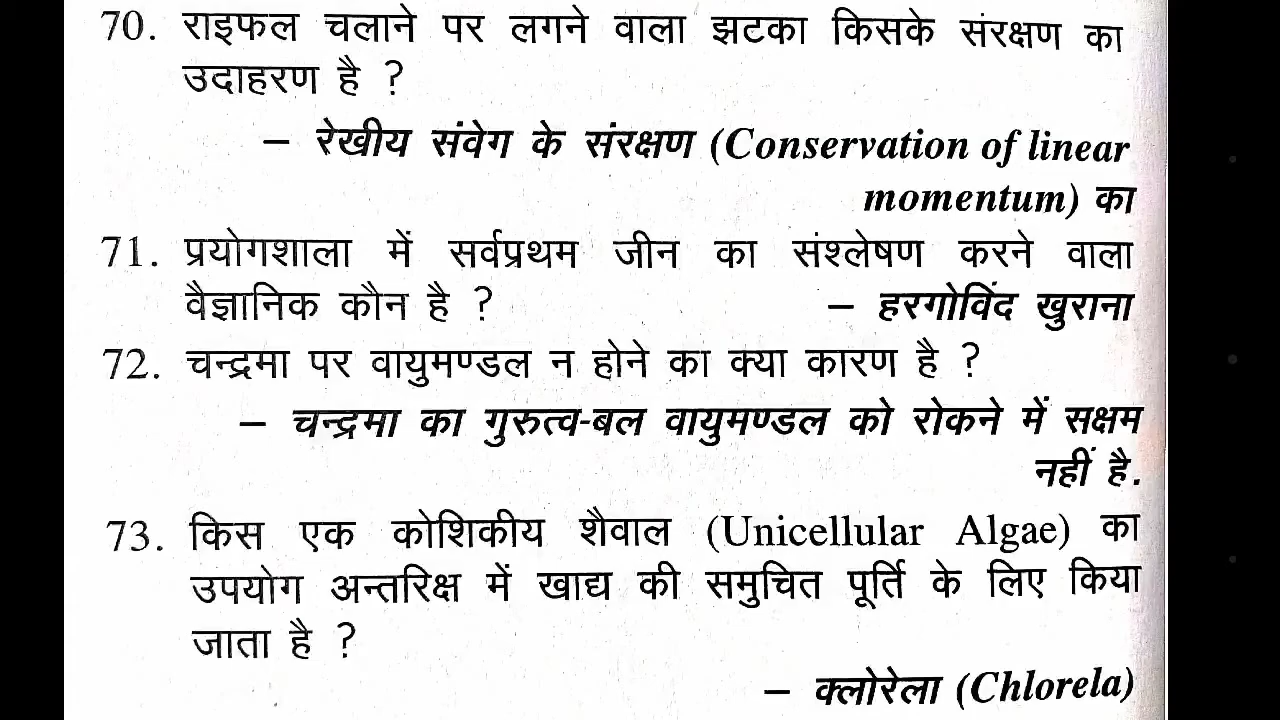 70. राइफल चलाने पर लगने वाला झटका किसके संरक्षण का
उदाहरण है ?
– रेखीय संवेग के संरक्षण (Conservation of linear
momentum) का
71. प्रयोगशाला में सर्वप्रथम जीन का संश्लेषण करने वाला
वैज्ञानिक कौन है ? – हरगोविंद खुराना
72. चन्द्रमा पर वायुमण्डल न होने का क्या कारण है ?
– चन्द्रमा का गुरुत्व-बल वायुमण्डल को रोकने में सक्षम
नहीं है.
73. किस एक कोशिकीय शैवाल (Unicellular Algae) का
उपयोग अन्तरिक्ष में खाद्य की समुचित पूर्ति के लिए किया
जाता है ?
– क्लोरेला (Chlorela)